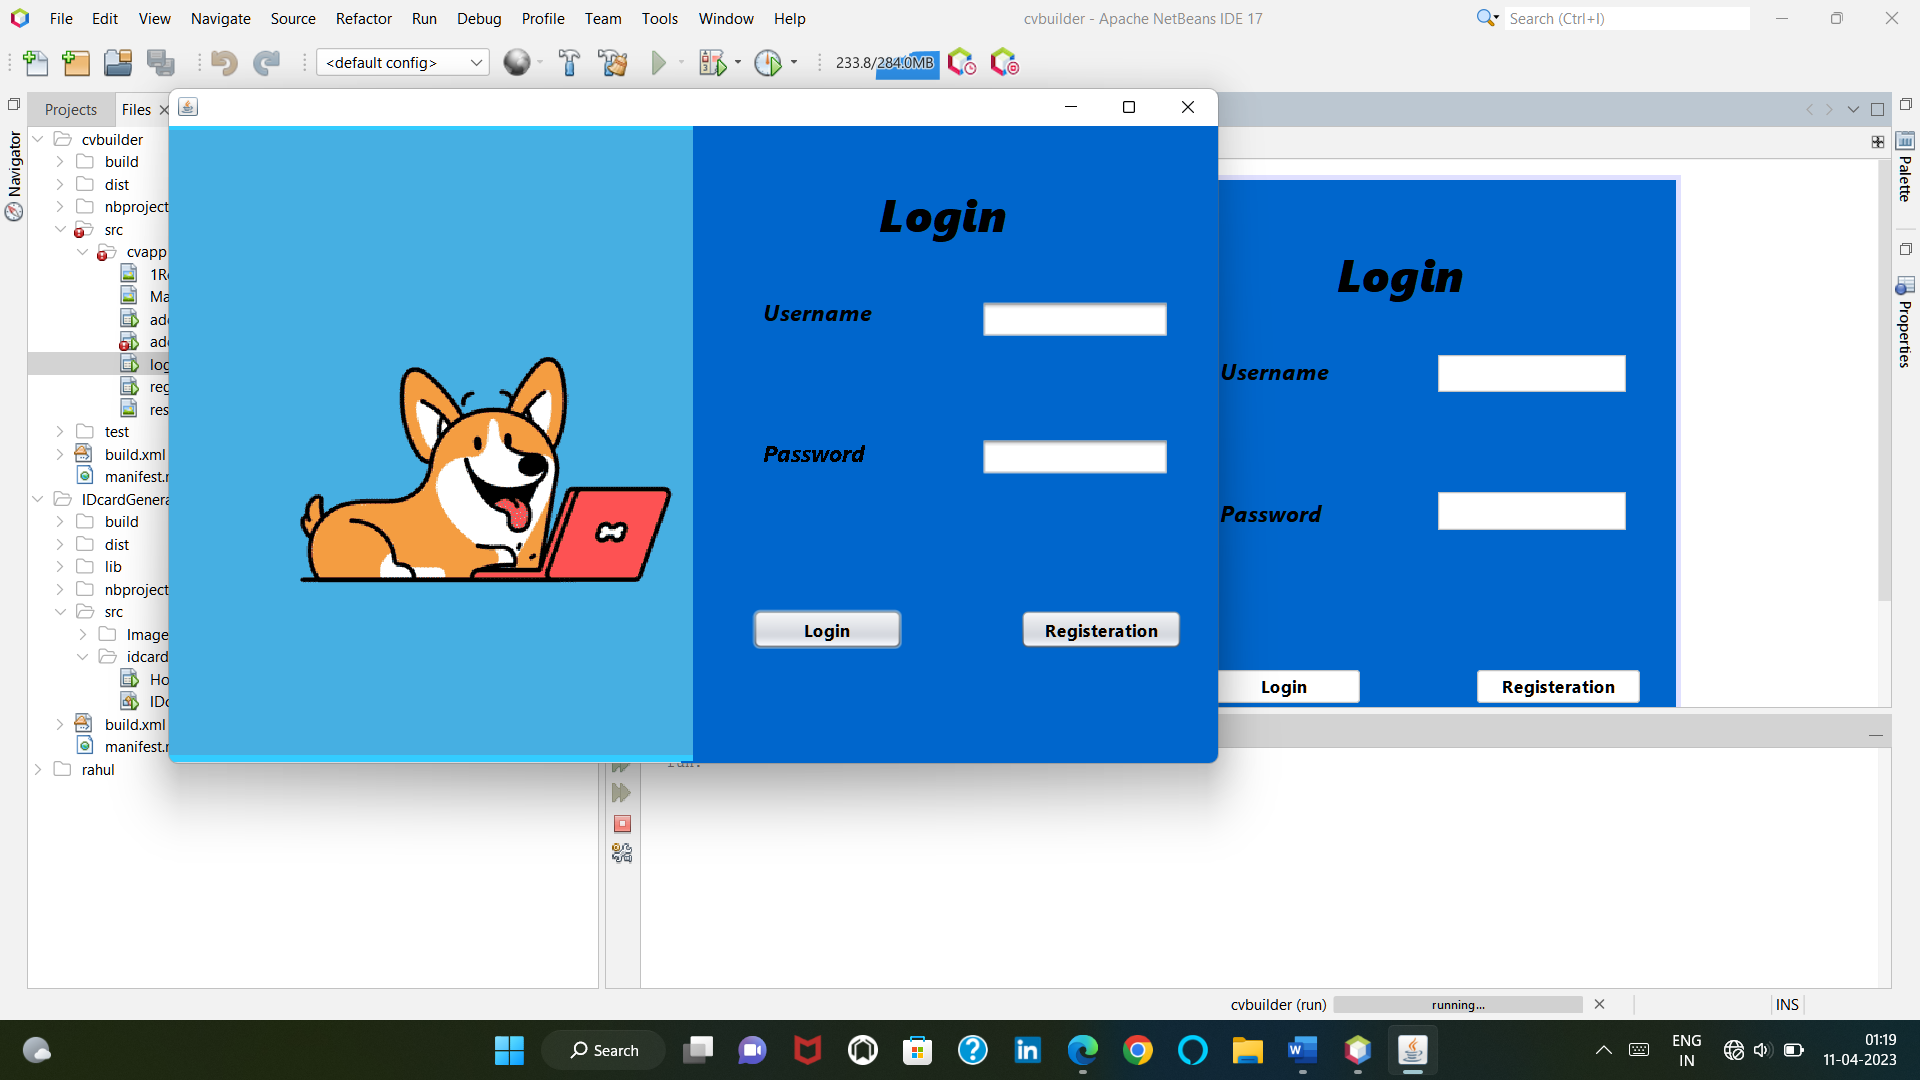 File Edit View Navigate Source Refactor Run Debug Profile Team Tools Window Help
cvbuilder - Apache NetBeans IDE 17
Search (Ctrl+I)
<default config>
233.8/284.0MB
Projects
Files
Navigator
cvbuilder
build
dist
nbproject
src
cvapp
1R
Ma
log
reg
res
test
build.xml
manifest.
IDcardGener
build
dist
lib
nbproject
src
Image
idcard
Ho
build.xml
manifest.
rahul
Login
Username
Password
Login
Registeration
Login
Username
Password
Login
Registeration
Palette
Properties
run:
cvbuilder (run)
running...
INS
Search
ENG
IN
01:19
11-04-2023